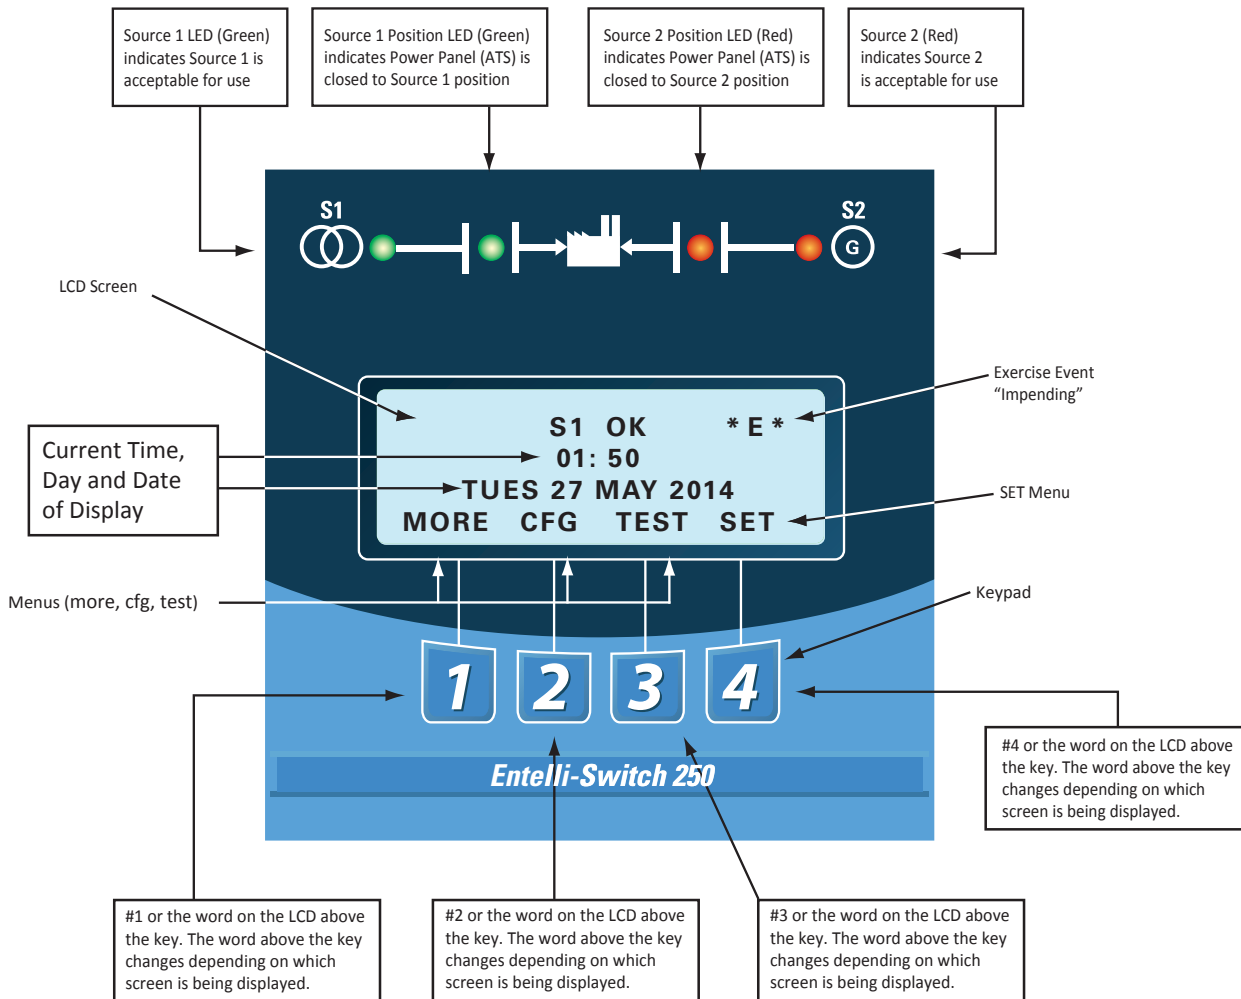 Source 1 LED (Green)
indicates Source 1 is
acceptable for use
Source 1 Position LED (Green)
indicates Power Panel (ATS) is
closed to Source 1 position
Source 2 Position LED (Red)
indicates Power Panel (ATS) is
closed to Source 2 position
Source 2 (Red)
indicates Source 2
is acceptable for use
S1
S2
G
LCD Screen
Exercise Event
“Impending”
S1 OK *E*
01: 50
TUES 27 MAY 2014
MORE CFG TEST SET
Current Time,
Day and Date
of Display
SET Menu
Menus (more, cfg, test)
Keypad
1 2 3 4
Entelli-Switch 250
#4 or the word on the LCD above
the key. The word above the key
changes depending on which
screen is being displayed.
#1 or the word on the LCD above
the key. The word above the key
changes depending on which
screen is being displayed.
#2 or the word on the LCD above
the key. The word above the key
changes depending on which
screen is being displayed.
#3 or the word on the LCD above
the key. The word above the key
changes depending on which
screen is being displayed.